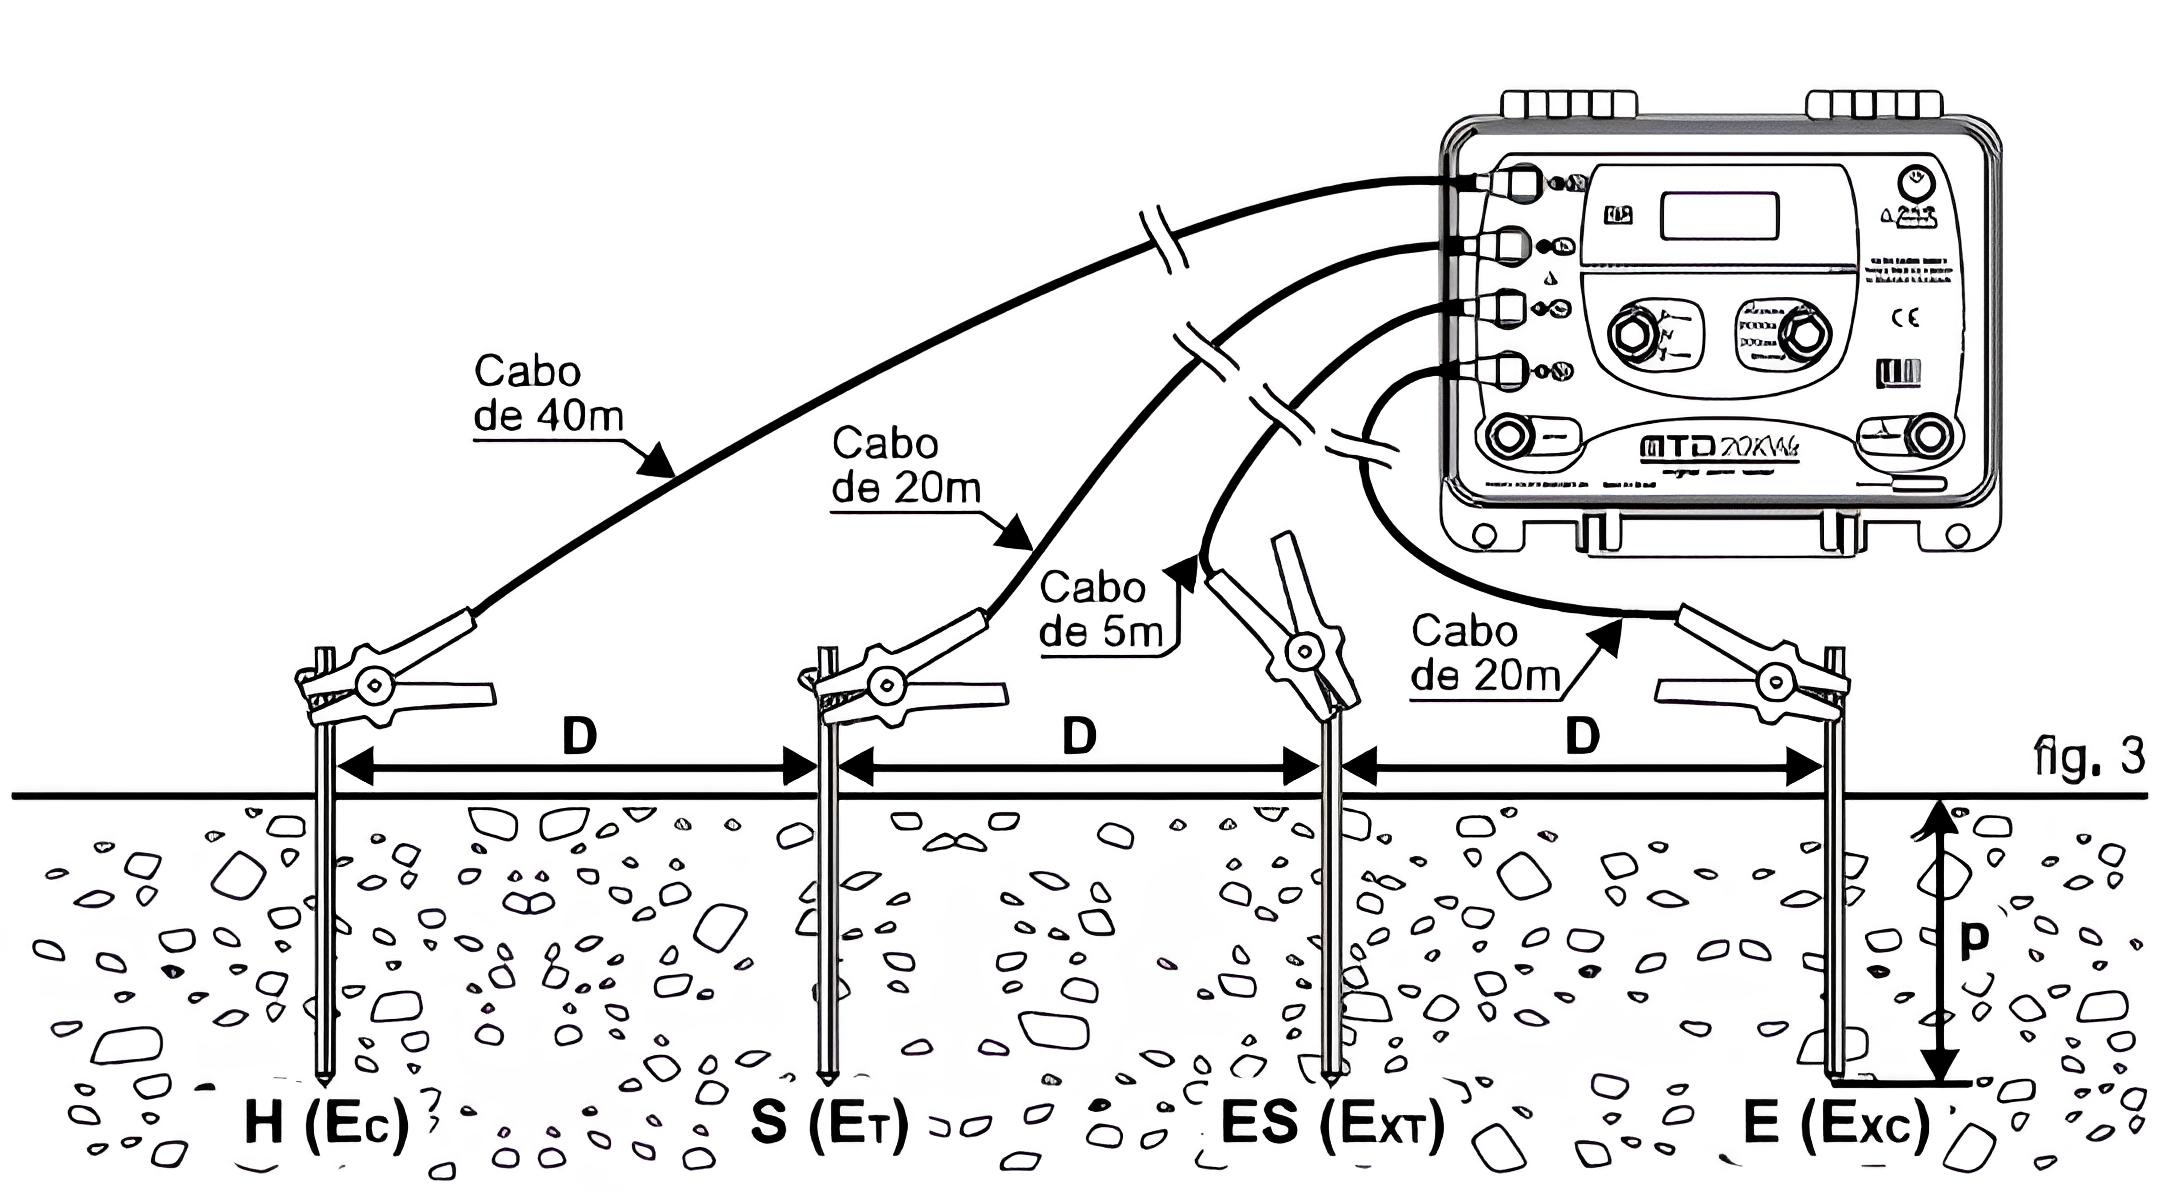 Cabo
de 40m
Cabo
de 20m
Cabo
de 5m
Cabo
de 20m
D
D
D
fig. 3
p
H (Ec)
S (ET)
ES (EXT)
E (EXC)
CE
MTD